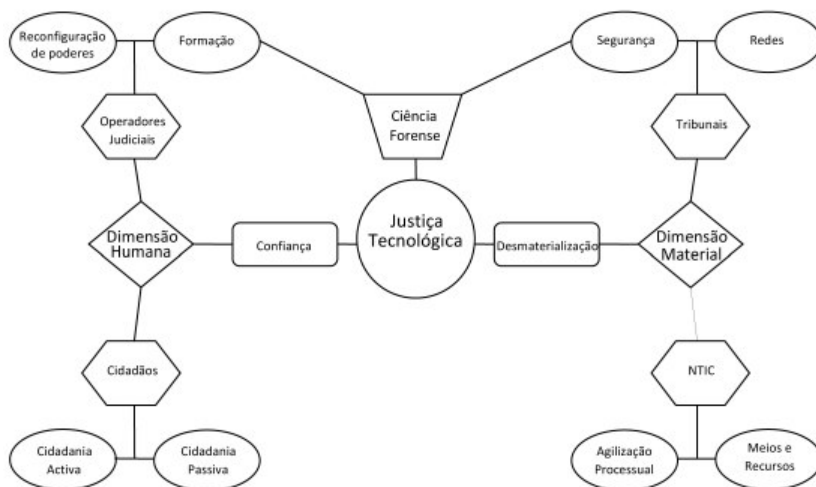 Reconfiguração
de poderes
Formação
Segurança
Redes
Operadores
Judiciais
Ciência
Forense
Tribunais
Dimensão
Humana
Confiança
Justiça
Tecnológica
Desmaterialização
Dimensão
Material
Cidadãos
NTIC
Cidadania
Activa
Cidadania
Passiva
Agilização
Processual
Meios e
Recursos